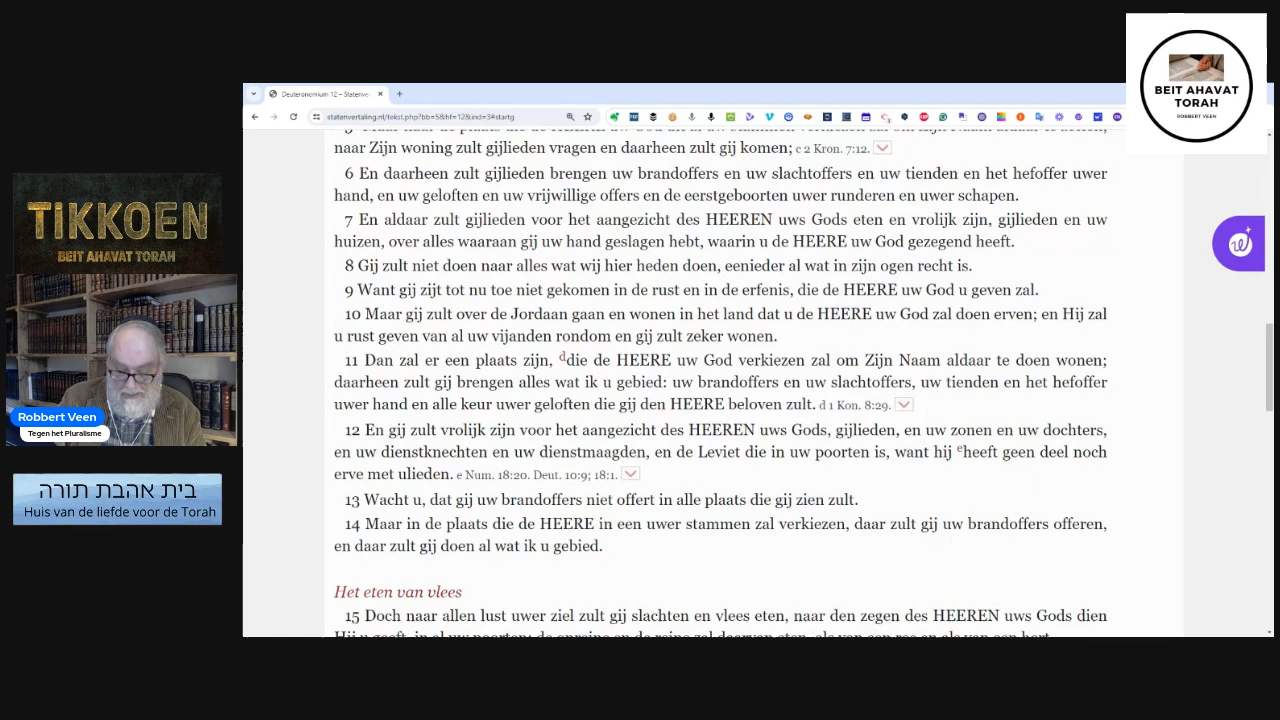 BEIT AHAVAT
TORAH
ROBBERT VEEN
Deuteronomium 12 – Statenve
statenvertaling.nl/tekst.php?bb=5&hf=12&ind=3#startg
naar Zijn woning zult gijlieden vragen en daarheen zult gij komen; c 2 Kron. 7:12.
6 En daarheen zult gijlieden brengen uw brandoffers en uw slachtoffers en uw tienden en het hefoffer uwer
hand, en uw geloften en uw vrijwillige offers en de eerstgeboorten uwer runderen en uwer schapen.
7 En aldaar zult gijlieden voor het aangezicht des HEEREN uws Gods eten en vrolijk zijn, gijlieden en uw
huizen, over alles waaraan gij uw hand geslagen hebt, waarin u de HEERE uw God gezegend heeft.
8 Gij zult niet doen naar alles wat wij hier heden doen, eenieder al wat in zijn ogen recht is.
9 Want gij zijt tot nu toe niet gekomen in de rust en in de erfenis, die de HEERE uw God u geven zal.
10 Maar gij zult over de Jordaan gaan en wonen in het land dat u de HEERE uw God zal doen erven; en Hij zal
u rust geven van al uw vijanden rondom en gij zult zeker wonen.
11 Dan zal er een plaats zijn, ddie de HEERE uw God verkiezen zal om Zijn Naam aldaar te doen wonen;
daarheen zult gij brengen alles wat ik u gebied: uw brandoffers en uw slachtoffers, uw tienden en het hefoffer
uwer hand en alle keur uwer geloften die gij den HEERE beloven zult. d 1 Kon. 8:29.
12 En gij zult vrolijk zijn voor het aangezicht des HEEREN uws Gods, gijlieden, en uw zonen en uw dochters,
en uw dienstknechten en uw dienstmaagden, en de Leviet die in uw poorten is, want hij eheeft geen deel noch
erve met ulieden. e Num. 18:20. Deut. 10:9; 18:1.
13 Wacht u, dat gij uw brandoffers niet offert in alle plaats die gij zien zult.
14 Maar in de plaats die de HEERE in een uwer stammen zal verkiezen, daar zult gij uw brandoffers offeren,
en daar zult gij doen al wat ik u gebied.
Het eten van vlees
15 Doch naar allen lust uwer ziel zult gij slachten en vlees eten, naar den zegen des HEEREN uws Gods dien
TIKKOEN
BEIT AHAVAT TORAH
Robbert Veen
Tegen het Pluralisme
בית אהבת תורה
Huis van de liefde voor de Torah